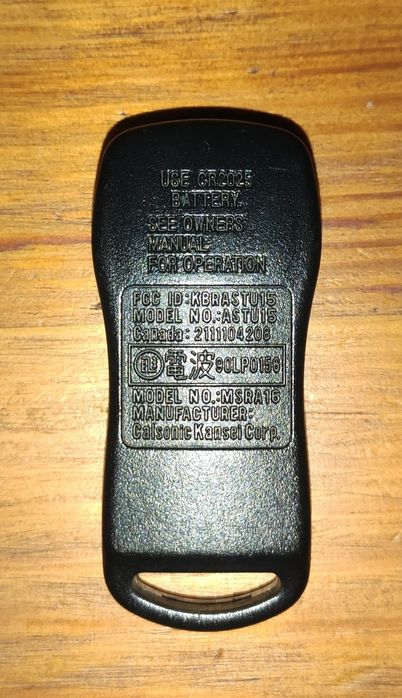 USE CR2025
BATTERY.
SEE OWNERS
MANUAL
FOR OPERATION
FCC ID:KBRASTU15
MODEL NO.:ASTU15
Canada: 2111104206
電波 90LP0156
MODEL NO.:MSRA16
MANUFACTURER:
Calsonic Kansei Corp.